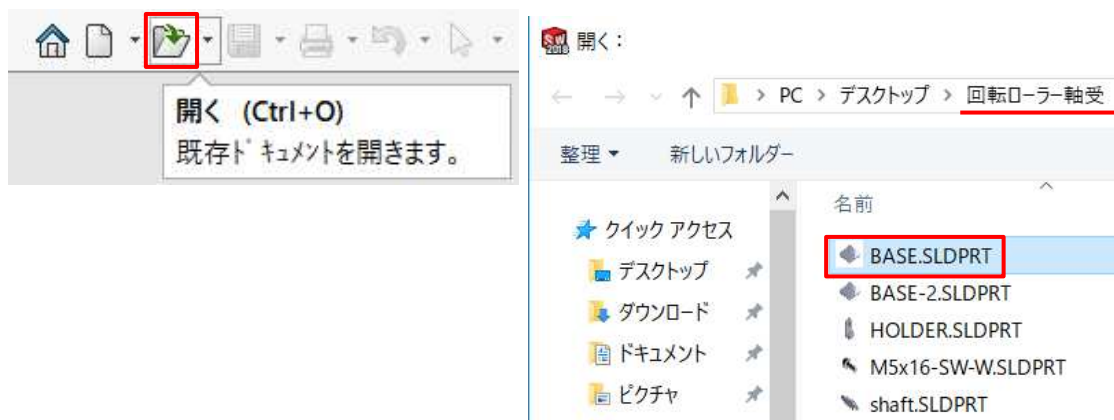 開く (Ctrl+O)
既存ﾄﾞｷｭﾒﾝﾄを開きます。
開く：
PC > デスクトップ > 回転ローラー軸受
整理
新しいフォルダー
名前
クイック アクセス
デスクトップ
ダウンロード
ドキュメント
ピクチャ
BASE.SLDPRT
BASE-2.SLDPRT
HOLDER.SLDPRT
M5x16-SW-W.SLDPRT
shaft.SLDPRT